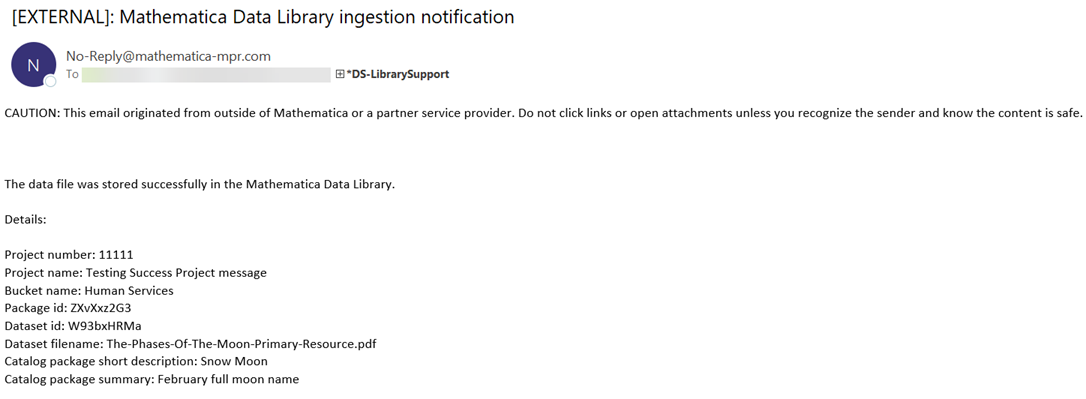 [EXTERNAL]: Mathematica Data Library ingestion notification
N
No-Reply@mathematica-mpr.com
To *DS-LibrarySupport
CAUTION: This email originated from outside of Mathematica or a partner service provider. Do not click links or open attachments unless you recognize the sender and know the content is safe.
The data file was stored successfully in the Mathematica Data Library.
Details:
Project number: 11111
Project name: Testing Success Project message
Bucket name: Human Services
Package id: ZXvXxz2G3
Dataset id: W93bxHRMa
Dataset filename: The-Phases-Of-The-Moon-Primary-Resource.pdf
Catalog package short description: Snow Moon
Catalog package summary: February full moon name